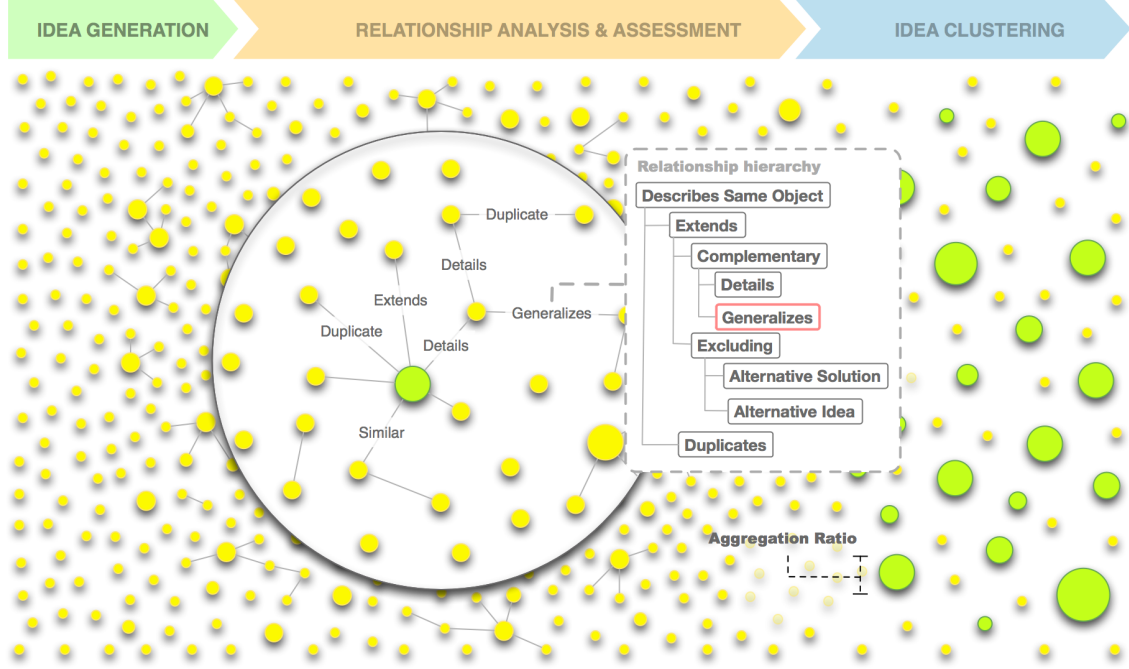 IDEA GENERATION
RELATIONSHIP ANALYSIS & ASSESSMENT
IDEA CLUSTERING
Duplicate
Details
Extends
Generalizes
Duplicate
Details
Similar
Relationship hierarchy
Describes Same Object
Extends
Complementary
Details
Generalizes
Excluding
Alternative Solution
Alternative Idea
Duplicates
Aggregation Ratio